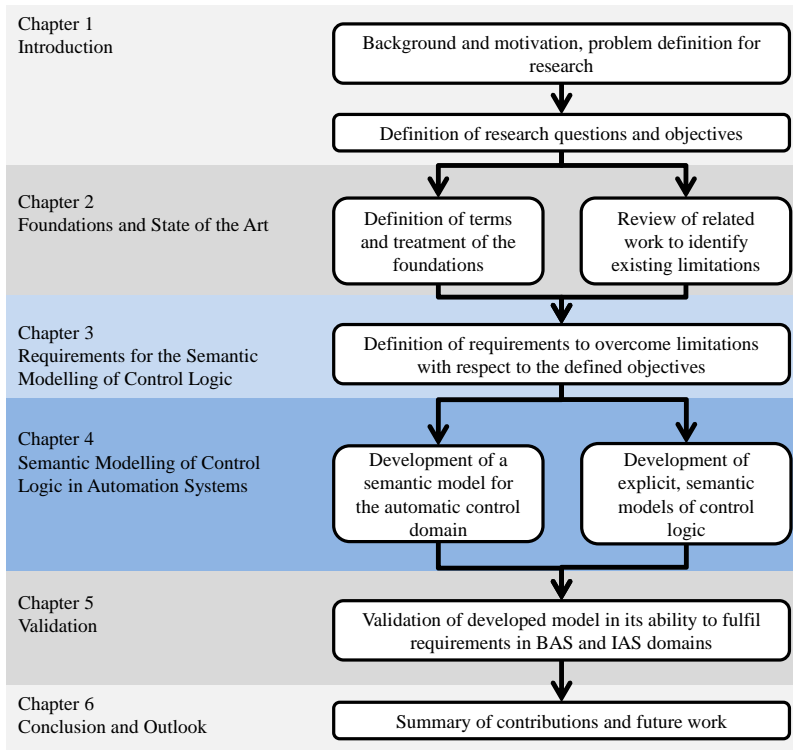 Chapter 1
Introduction
Background and motivation, problem definition for
research
Definition of research questions and objectives
Chapter 2
Foundations and State of the Art
Definition of terms
and treatment of the
foundations
Review of related
work to identify
existing limitations
Chapter 3
Requirements for the Semantic
Modelling of Control Logic
Definition of requirements to overcome limitations
with respect to the defined objectives
Chapter 4
Semantic Modelling of Control
Logic in Automation Systems
Development of a
semantic model for
the automatic control
domain
Development of
explicit, semantic
models of control
logic
Chapter 5
Validation
Validation of developed model in its ability to fulfil
requirements in BAS and IAS domains
Chapter 6
Conclusion and Outlook
Summary of contributions and future work